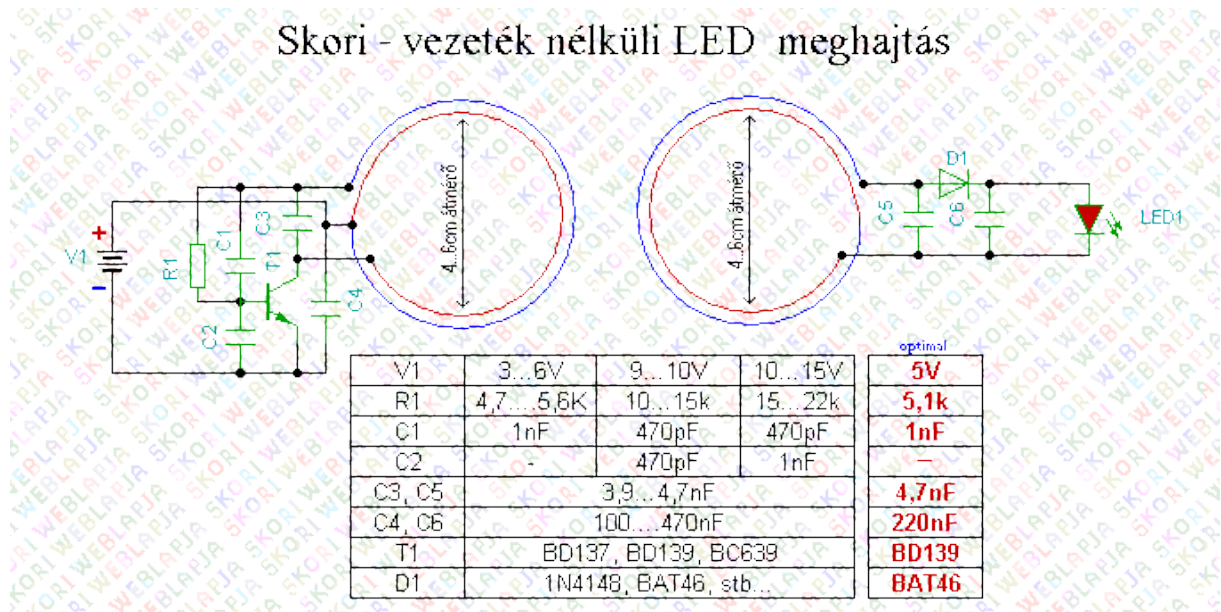 Skori - vezeték nélküli LED meghajtás
4..6cm átmérő
4..6cm átmérő
D1
C3
C1
C5
C6
LED1
+
V1
R1
T1
C4
-
C2
optimal
V1 3...6V 9...10V 10...15V 5V
R1 4,7....5,6K 10...15k 15...22k 5,1k
C1 1nF 470pF 470pF 1nF
C2 - 470pF 1nF –
C3, C5 3,9....4,7nF 4,7nF
C4, C6 100....470nF 220nF
T1 BD137, BD139, BC639 BD139
D1 1N4148, BAT46, stb... BAT46
SKORI WEBLAPJA